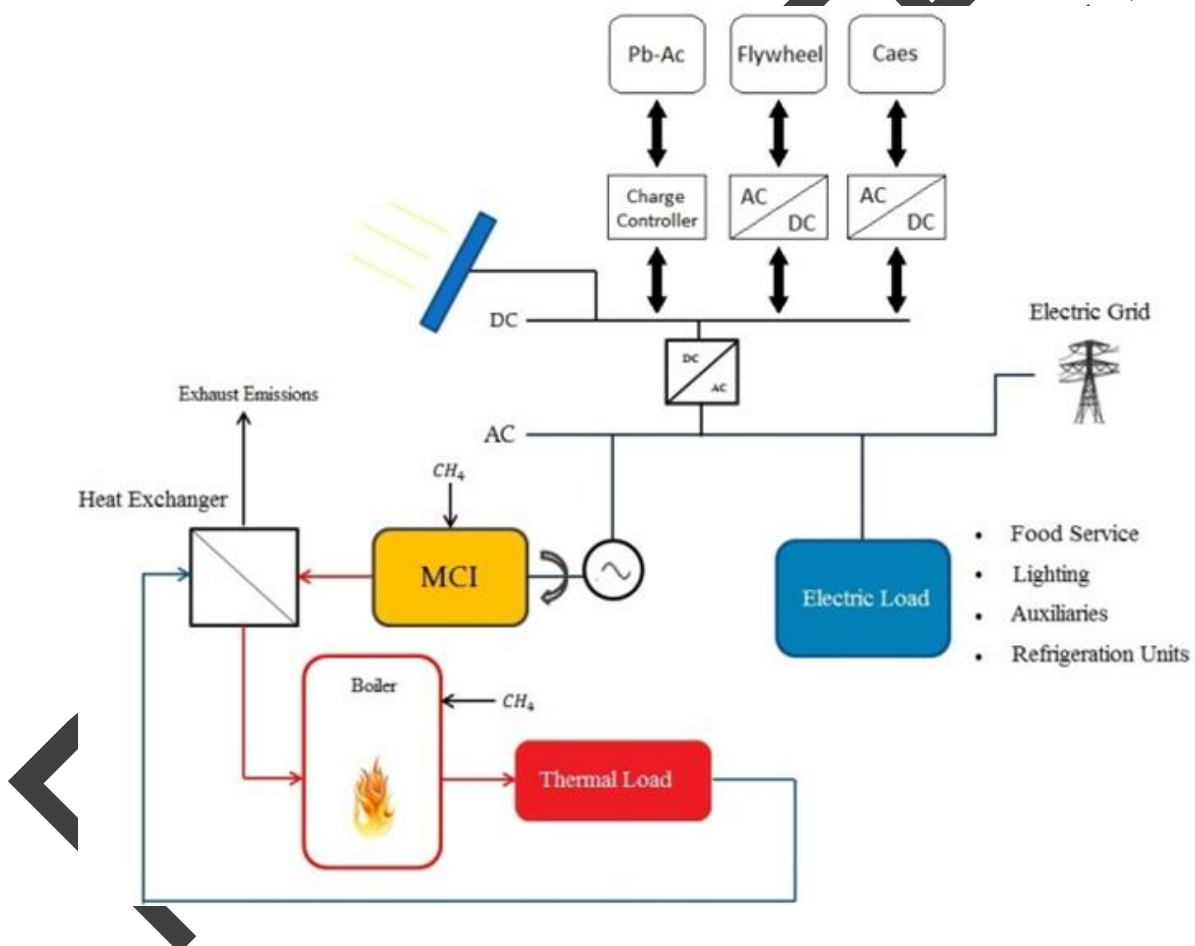 Pb-Ac
Flywheel
Caes
Charge
Controller
AC
DC
AC
DC
DC
Electric Grid
DC
AC
Exhaust Emissions
AC
CH₄
Heat Exchanger
MCI
Electric Load
• Food Service
• Lighting
• Auxiliaries
• Refrigeration Units
Boiler
CH₄
Thermal Load